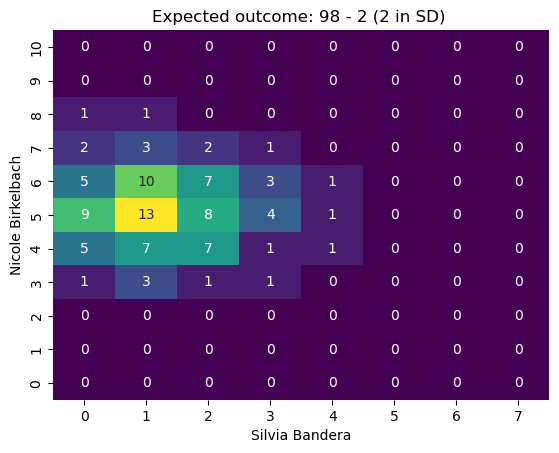 Expected outcome: 98 - 2 (2 in SD)
Nicole Birkelbach
10 0 0 0 0 0 0 0 0
9 0 0 0 0 0 0 0 0
8 1 1 0 0 0 0 0 0
7 2 3 2 1 0 0 0 0
6 5 10 7 3 1 0 0 0
5 9 13 8 4 1 0 0 0
4 5 7 7 1 1 0 0 0
3 1 3 1 1 0 0 0 0
2 0 0 0 0 0 0 0 0
1 0 0 0 0 0 0 0 0
0 0 0 0 0 0 0 0 0
0 1 2 3 4 5 6 7
Silvia Bandera